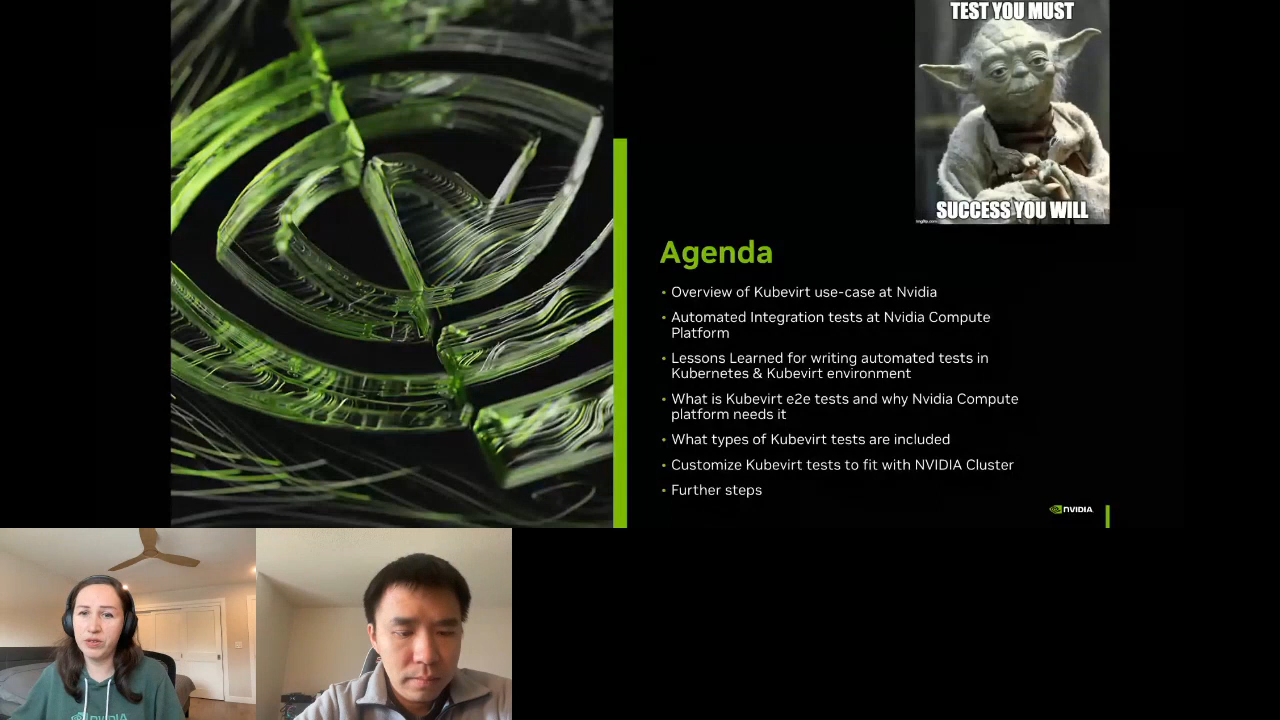 TEST YOU MUST
SUCCESS YOU WILL
imgflip.com
Agenda
• Overview of Kubevirt use-case at Nvidia
• Automated Integration tests at Nvidia Compute
Platform
• Lessons Learned for writing automated tests in
Kubernetes & Kubevirt environment
• What is Kubevirt e2e tests and why Nvidia Compute
platform needs it
• What types of Kubevirt tests are included
• Customize Kubevirt tests to fit with NVIDIA Cluster
• Further steps
NVIDIA
nVIDIA